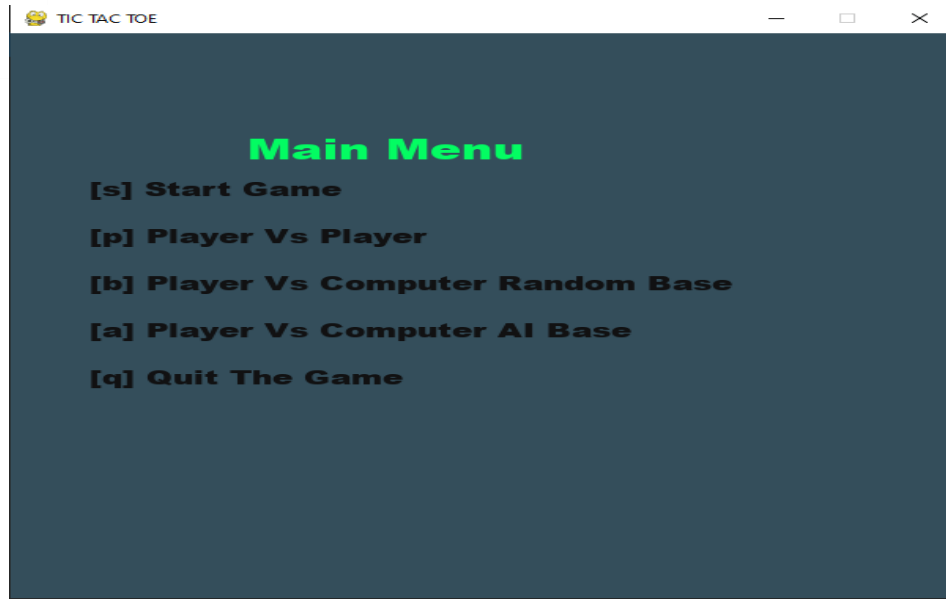 TIC TAC TOE
Main Menu
[s] Start Game
[p] Player Vs Player
[b] Player Vs Computer Random Base
[a] Player Vs Computer AI Base
[q] Quit The Game